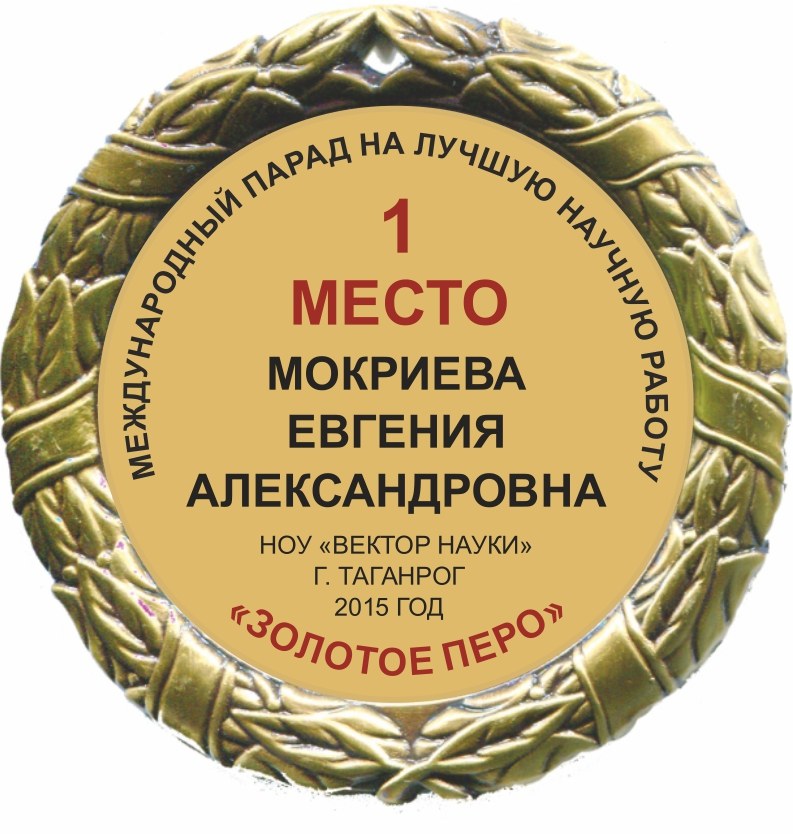 МЕЖДУНАРОДНЫЙ ПАРАД НА ЛУЧШУЮ НАУЧНУЮ РАБОТУ
1
МЕСТО
МОКРИЕВА
ЕВГЕНИЯ
АЛЕКСАНДРОВНА
НОУ «ВЕКТОР НАУКИ»
Г. ТАГАНРОГ
2015 ГОД
«ЗОЛОТОЕ ПЕРО»